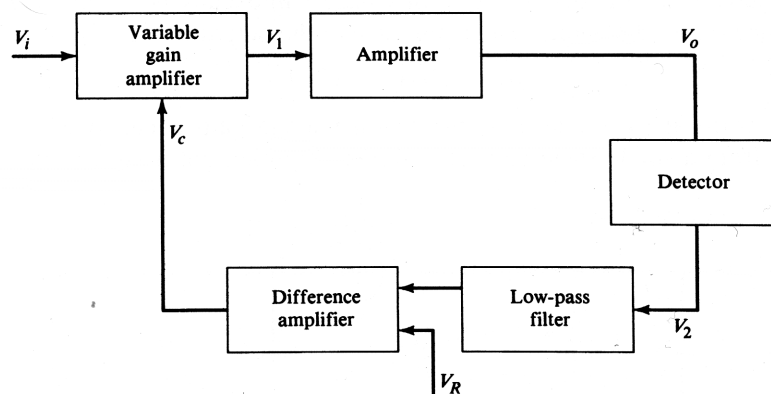 V_i
Variable
gain
amplifier
V_1
Amplifier
V_o
V_c
Detector
Difference
amplifier
Low-pass
filter
V_2
V_R